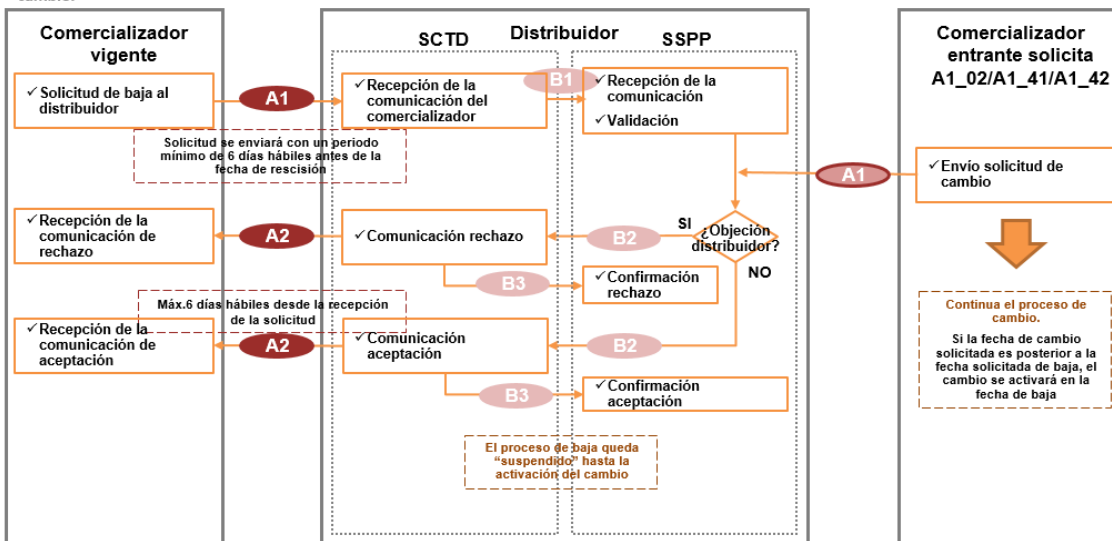 cambio.
Comercializador
vigente
✓ Solicitud de baja al
distribuidor
A1
Solicitud se enviará con un periodo
mínimo de 6 días hábiles antes de la
fecha de rescisión
✓ Recepción de la
comunicación de
rechazo
A2
Máx.6 días hábiles desde la recepción
de la solicitud
✓ Recepción de la
comunicación de
aceptación
A2
Distribuidor
SCTD
SSPP
✓ Recepción de la
comunicación del
comercializador
B1
✓ Recepción de la
comunicación
✓ Validación
✓ Comunicación rechazo
B2
SI
¿Objeción
distribuidor?
NO
B3
✓ Confirmación
rechazo
✓ Comunicación
aceptación
B2
B3
✓ Confirmación
aceptación
El proceso de baja queda
“suspendido” hasta la
activación del cambio
A1
Comercializador
entrante solicita
A1_02/A1_41/A1_42
✓ Envío solicitud de
cambio
Continua el proceso de
cambio.
Si la fecha de cambio
solicitada es posterior a la
fecha solicitada de baja, el
cambio se activará en la
fecha de baja